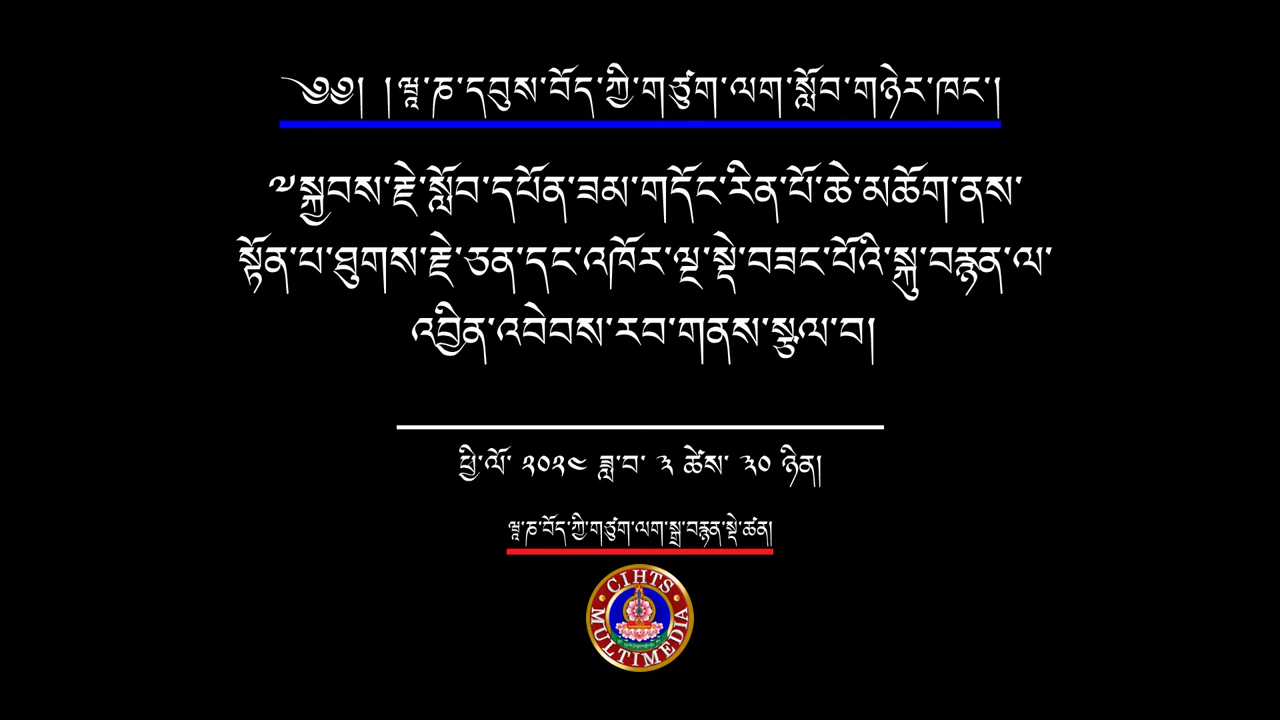 ༄༅། །ཝཱ་ཎ་དབུས་བོད་ཀྱི་གཙུག་ལག་སློབ་གཉེར་ཁང་།
༸སྐྱབས་རྗེ་སློབ་དཔོན་ཟམ་གདོང་རིན་པོ་ཆེ་མཆོག་ནས་
སྟོན་པ་ཐུགས་རྗེ་ཅན་དང་འཁོར་ལྔ་སྡེ་བཟང་པོའི་སྐུ་བརྙན་ལ་
འབྱིན་འབེབས་རབ་གནས་སྩལ་བ།
ཕྱི་ལོ་ ༢༠༢༤ ཟླ་བ་ ༣ ཚེས་ ༣༠ ཉིན།
ཝཱ་ཎ་བོད་ཀྱི་གཙུག་ལག་སྒྲ་བརྙན་སྡེ་ཚན།
CIHTS
MULTIMEDIA